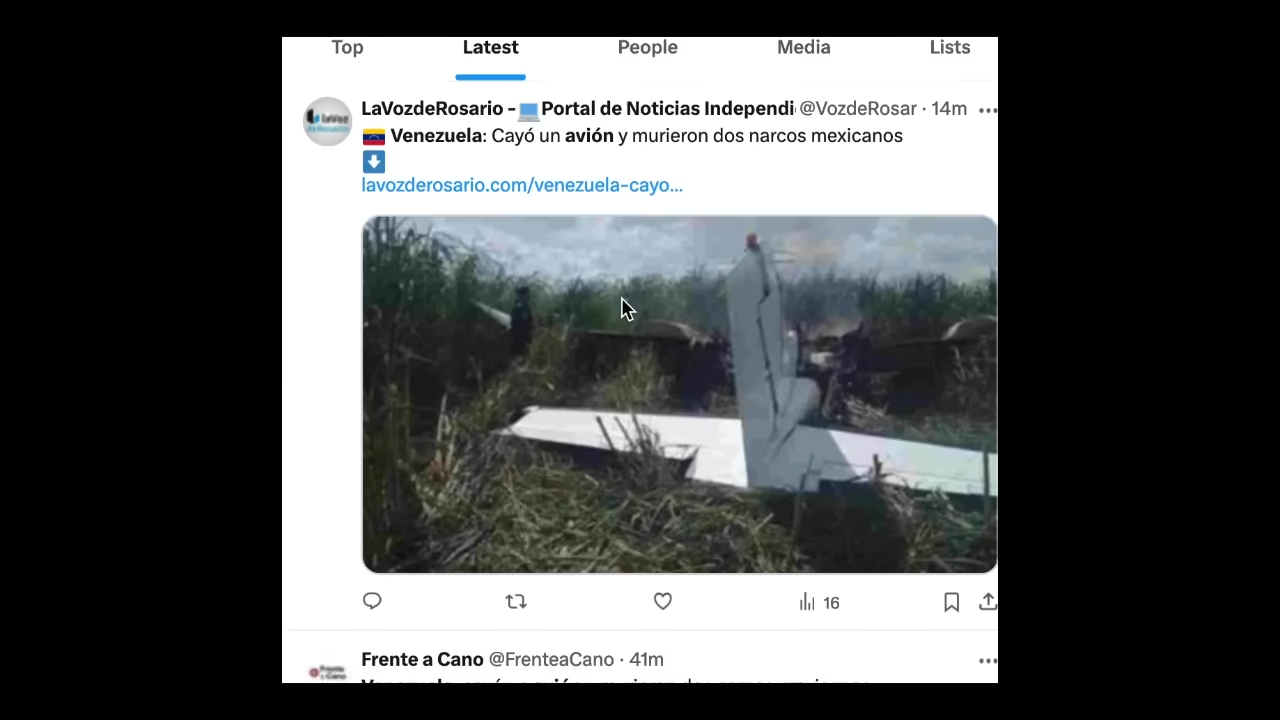 Top Latest People Media Lists
LaVozdeRosario - 💻Portal de Noticias Independi @VozdeRosar · 14m
🇻🇪 Venezuela: Cayó un avión y murieron dos narcos mexicanos
⬇️
lavozderosario.com/venezuela-cayo...
16
Frente a Cano @FrenteaCano · 41m